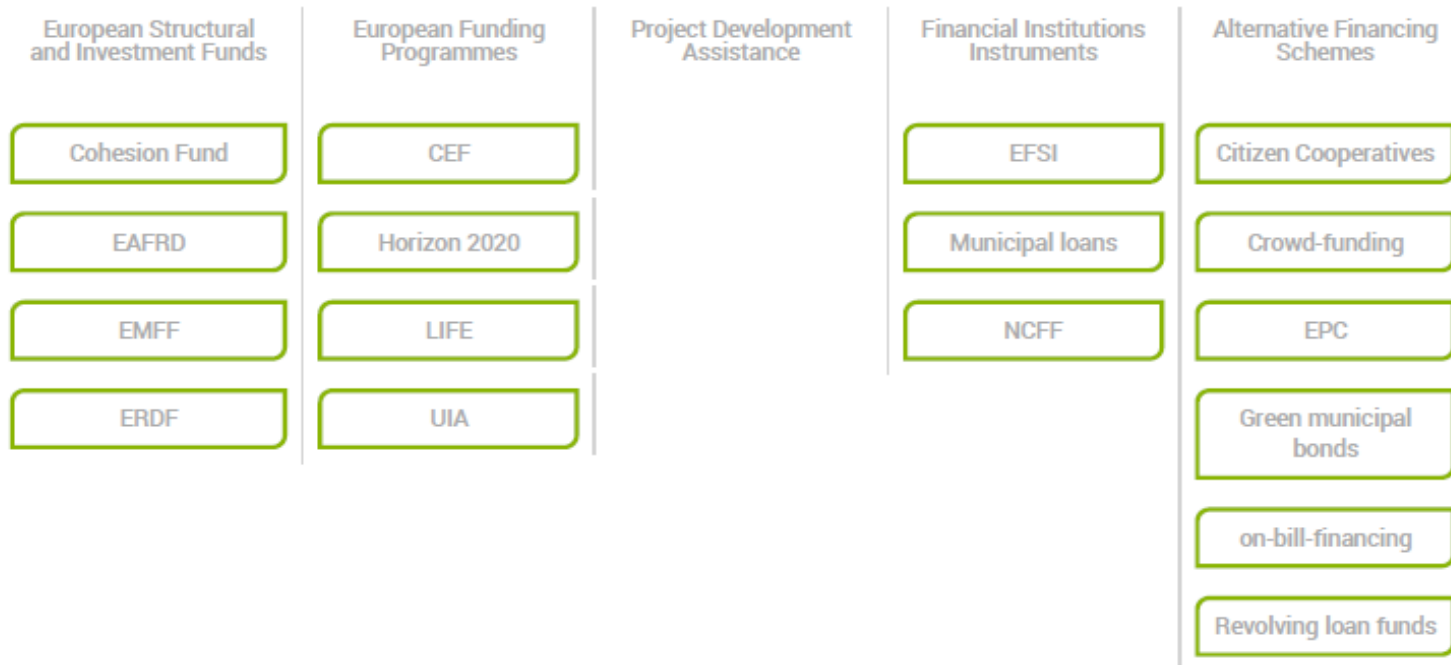 European Structural
and Investment Funds
European Funding
Programmes
Project Development
Assistance
Financial Institutions
Instruments
Alternative Financing
Schemes
Cohesion Fund
CEF
EFSI
Citizen Cooperatives
EAFRD
Horizon 2020
Municipal loans
Crowd-funding
EMFF
LIFE
NCFF
EPC
ERDF
UIA
Green municipal
bonds
on-bill-financing
Revolving loan funds